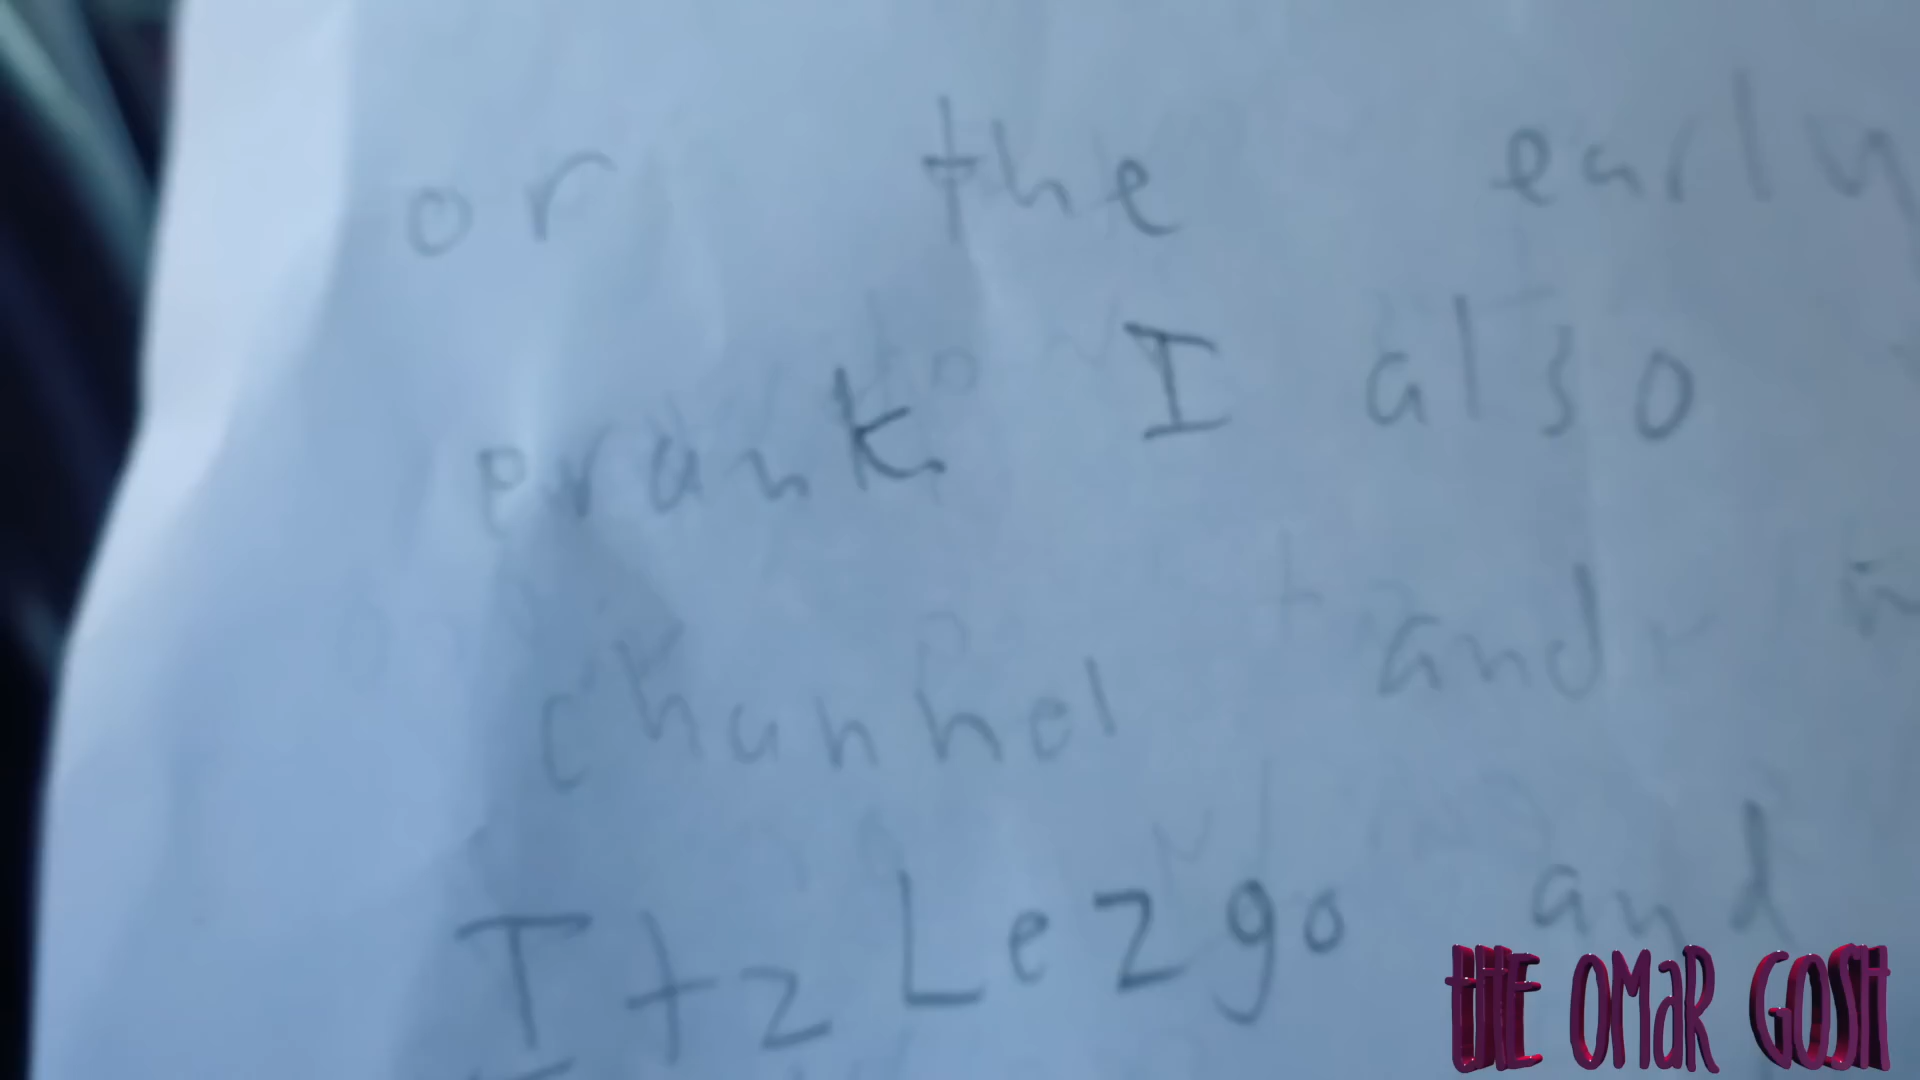 or the early
prank. I also
channel and
ItzLezgo and
THE OMAR GOSH